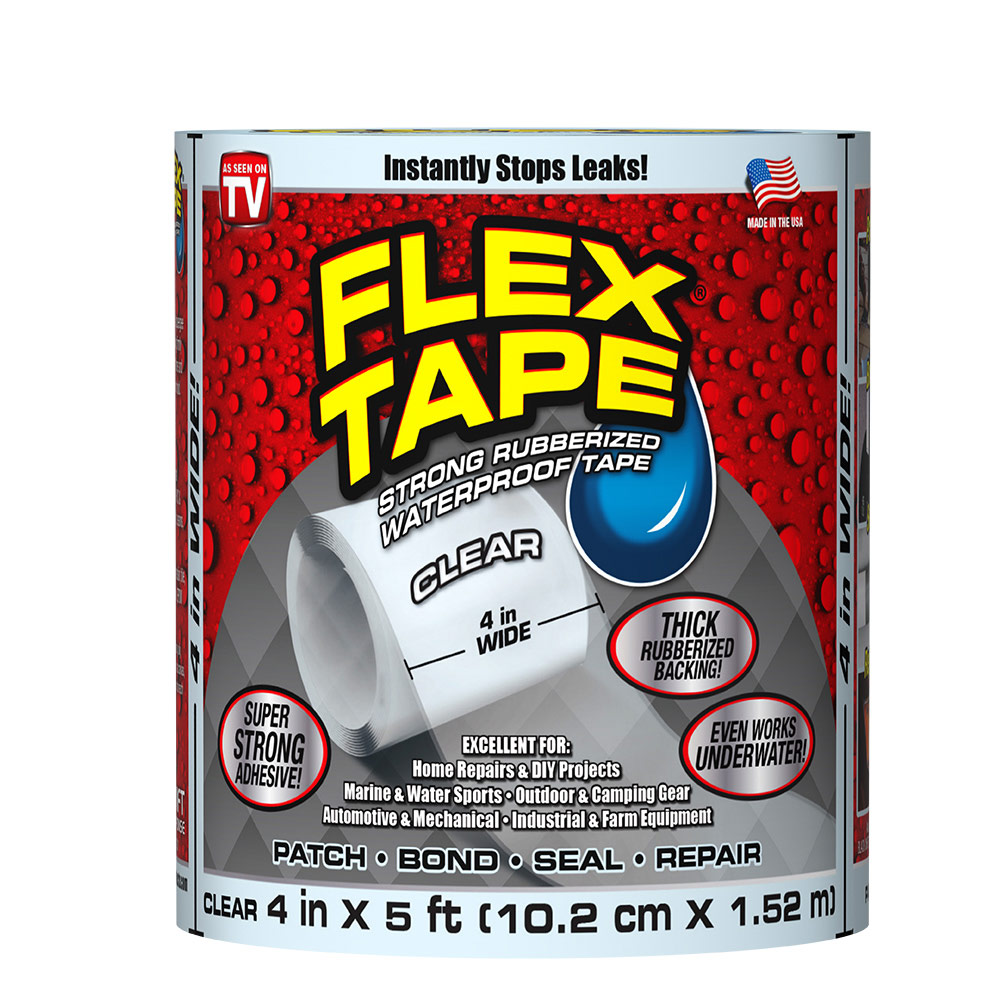 Instantly Stops Leaks!
AS SEEN ON
TV
MADE IN THE USA
FLEX
TAPE®
STRONG RUBBERIZED
WATERPROOF TAPE
CLEAR
4 in
WIDE
4 in WIDE!
4 in WIDE!
THICK
RUBBERIZED
BACKING!
SUPER
STRONG
ADHESIVE!
EVEN WORKS
UNDERWATER!
EXCELLENT FOR:
Home Repairs & DIY Projects
Marine & Water Sports • Outdoor & Camping Gear
Automotive & Mechanical • Industrial & Farm Equipment
PATCH • BOND • SEAL • REPAIR
CLEAR 4 in X 5 ft (10.2 cm X 1.52 m)